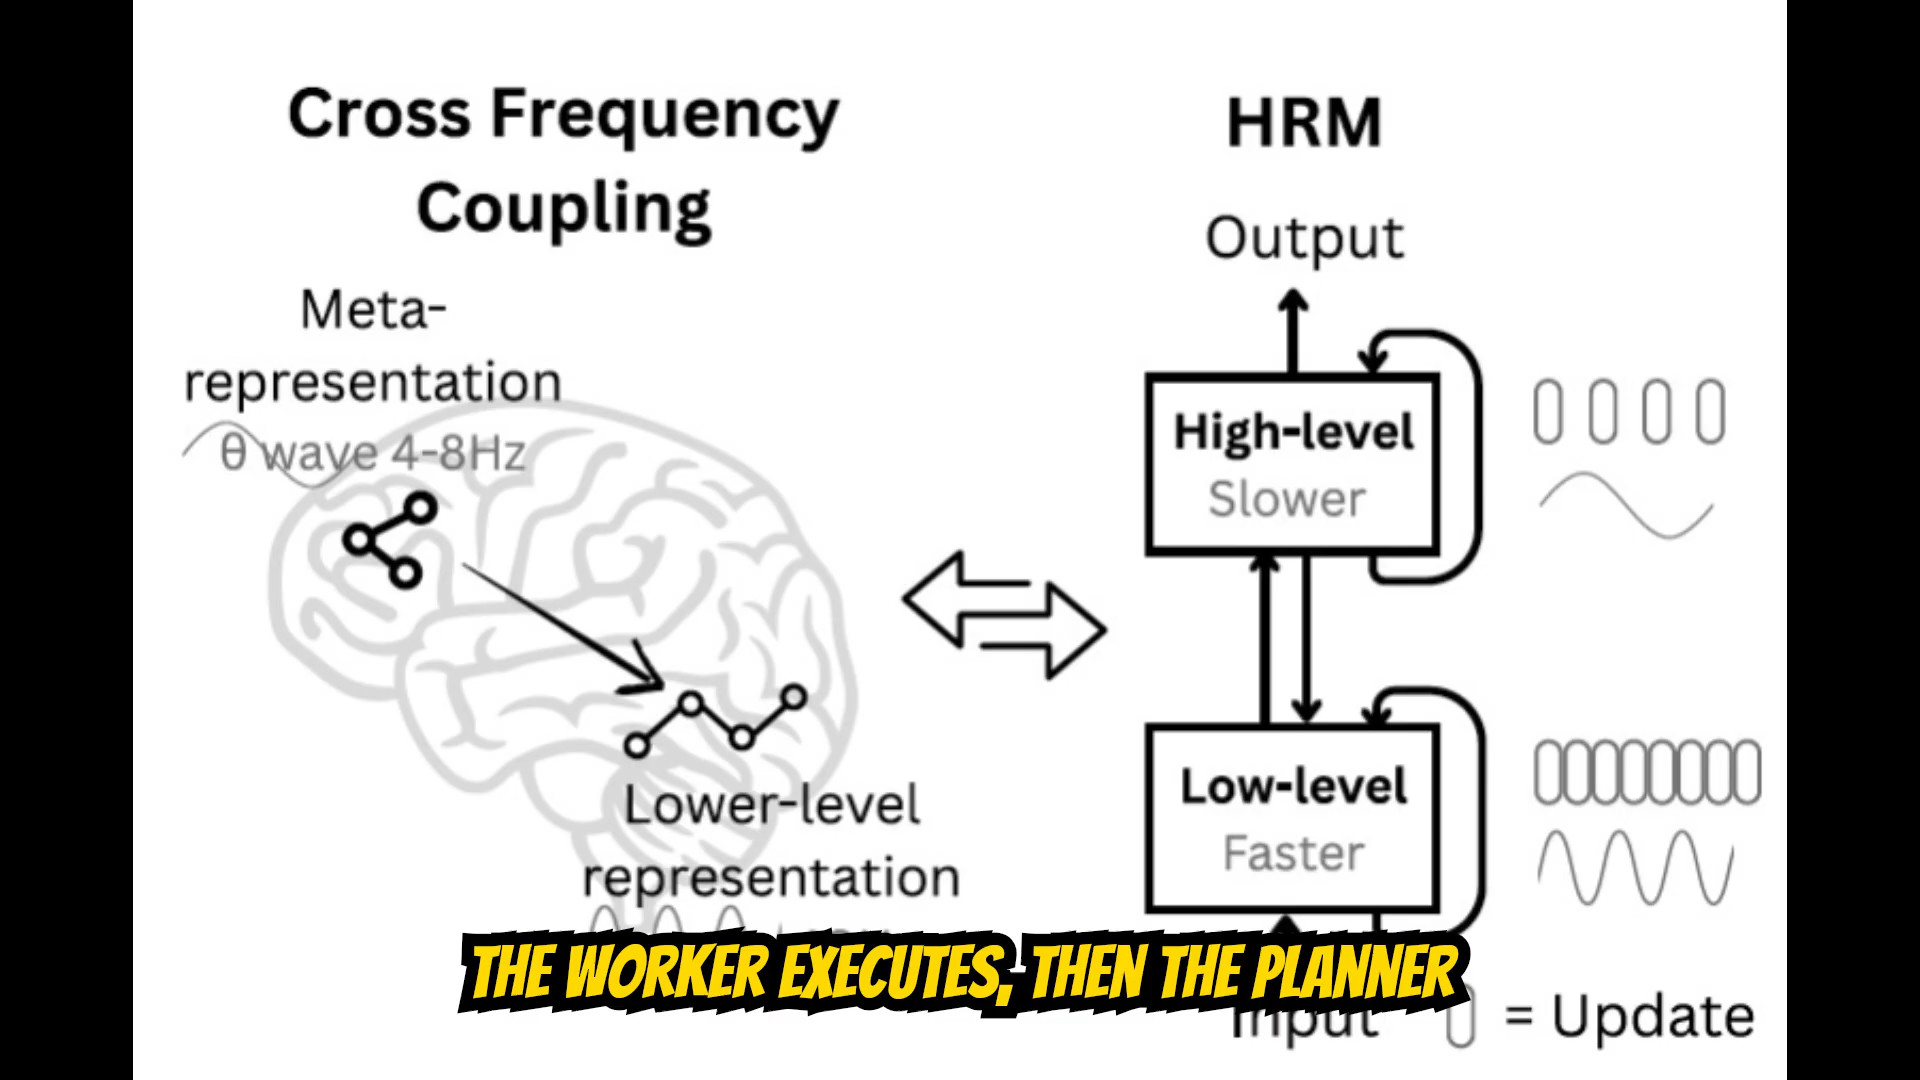 Cross Frequency
Coupling
Meta-
representation
θ wave 4-8Hz
Lower-level
representation
HRM
Output
High-level
Slower
Low-level
Faster
Input
= Update
THE WORKER EXECUTES, THEN THE PLANNER